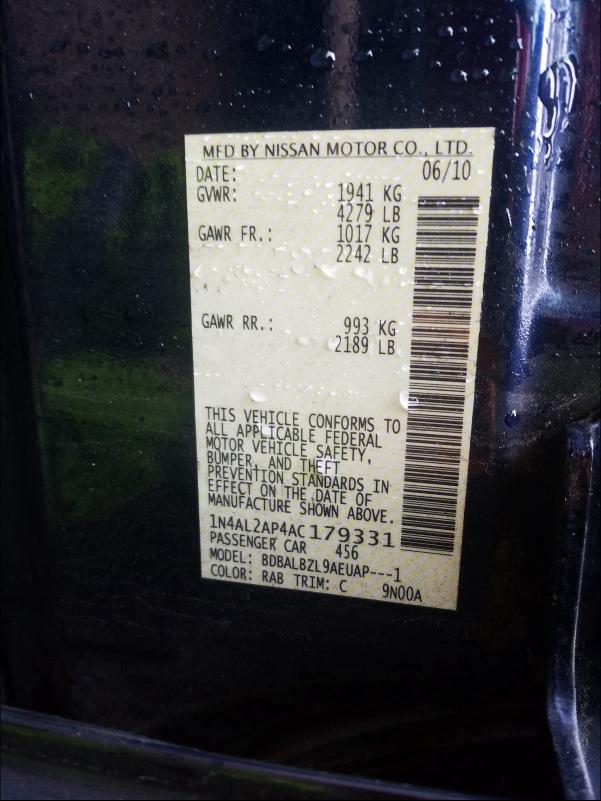 MFD BY NISSAN MOTOR CO., LTD.
DATE: 06/10
GVWR: 1941 KG
4279 LB
GAWR FR.: 1017 KG
2242 LB
GAWR RR.: 993 KG
2189 LB
THIS VEHICLE CONFORMS TO
ALL APPLICABLE FEDERAL
MOTOR VEHICLE SAFETY,
BUMPER, AND THEFT
PREVENTION STANDARDS IN
EFFECT ON THE DATE OF
MANUFACTURE SHOWN ABOVE.
1N4AL2AP4AC179331
PASSENGER CAR 456
MODEL: BDBALBZL9AEUAP---1
COLOR: RAB TRIM: C 9N00A